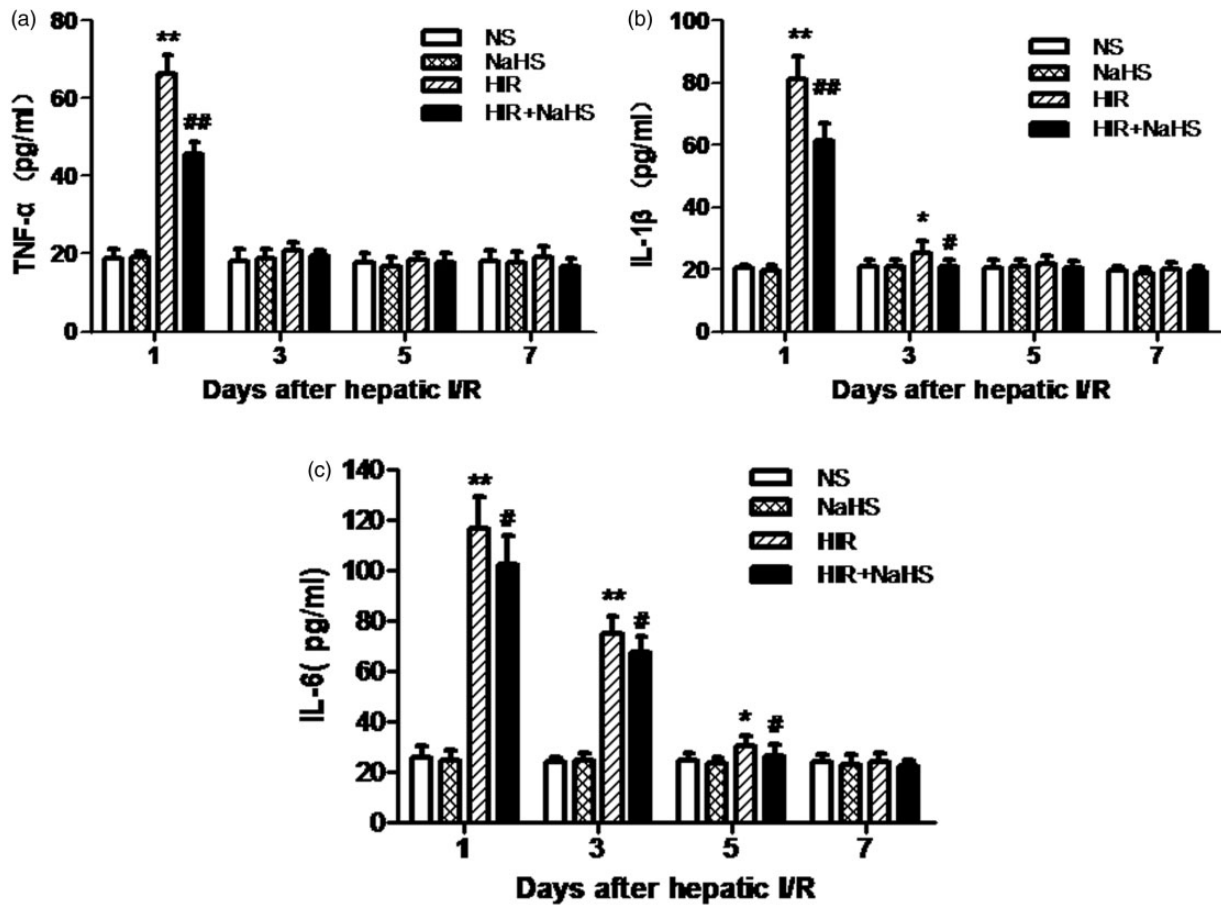 (a)
TNF-α (pg/ml)
80
60
40
20
0
**
##
NS
NaHS
HIR
HIR+NaHS
1 3 5 7
Days after hepatic I/R
(b)
IL-1β (pg/ml)
100
80
60
40
20
0
**
##
*
#
NS
NaHS
HIR
HIR+NaHS
1 3 5 7
Days after hepatic I/R
(c)
IL-6( pg/ml)
140
120
100
80
60
40
20
0
**
#
**
#
*
#
NS
NaHS
HIR
HIR+NaHS
1 3 5 7
Days after hepatic I/R